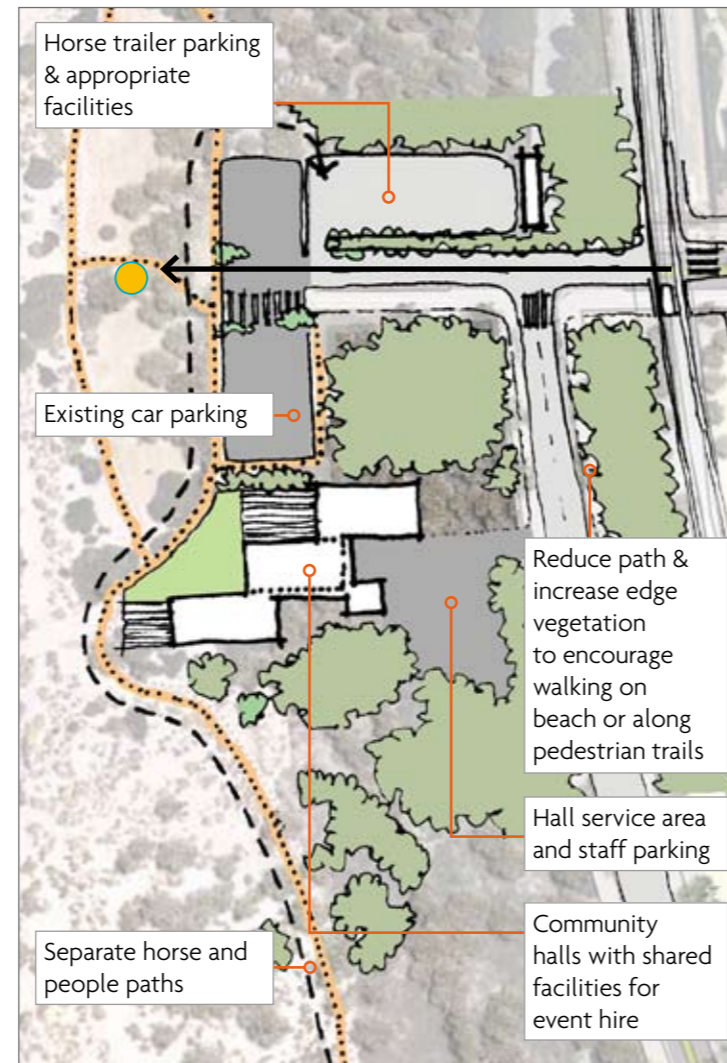 Horse trailer parking
& appropriate
facilities
Existing car parking
Reduce path &
increase edge
vegetation
to encourage
walking on
beach or along
pedestrian trails
Hall service area
and staff parking
Community
halls with shared
facilities for
event hire
Separate horse and
people paths